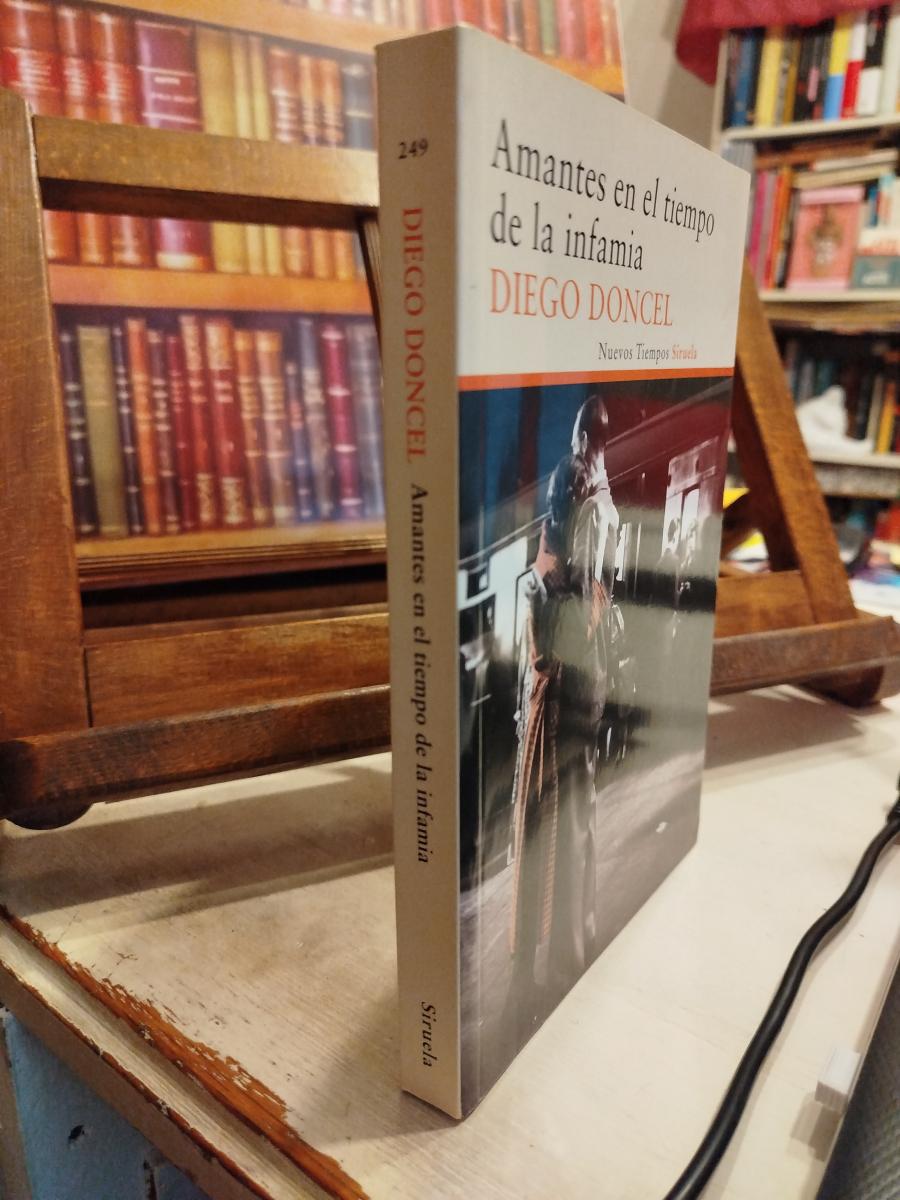 249
DIEGO DONCEL
Amantes en el tiempo de la infamia
Siruela
Amantes en el tiempo
de la infamia
DIEGO DONCEL
Nuevos Tiempos Siruela